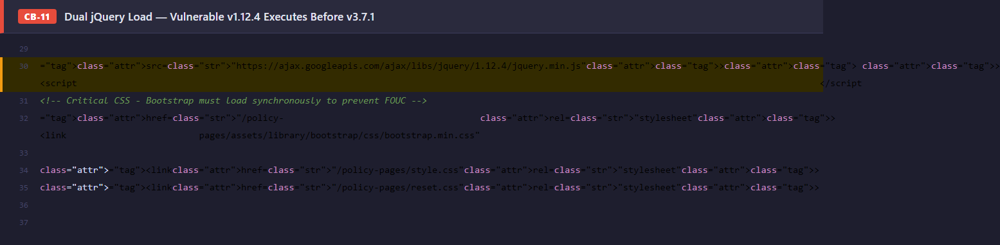 CB-11 Dual jQuery Load — Vulnerable v1.12.4 Executes Before v3.7.1
29
30 ="tag">class="attr">src=class="str">"https://ajax.googleapis.com/ajax/libs/jquery/1.12.4/jquery.min.js"class="attr">class="tag">>class="attr">class="tag"> class="attr">class="tag">>
<script </script
31 <!-- Critical CSS - Bootstrap must load synchronously to prevent FOUC -->
32 ="tag">class="attr">href=class="str">"/policy- class="attr">rel=class="str">"stylesheet"class="attr">class="tag">>
<link pages/assets/library/bootstrap/css/bootstrap.min.css"
33
34 class="attr">="tag"><linkclass="attr">href=class="str">"/policy-pages/style.css"class="attr">rel=class="str">"stylesheet"class="attr">class="tag">>
35 class="attr">="tag"><linkclass="attr">href=class="str">"/policy-pages/reset.css"class="attr">rel=class="str">"stylesheet"class="attr">class="tag">>
36
37